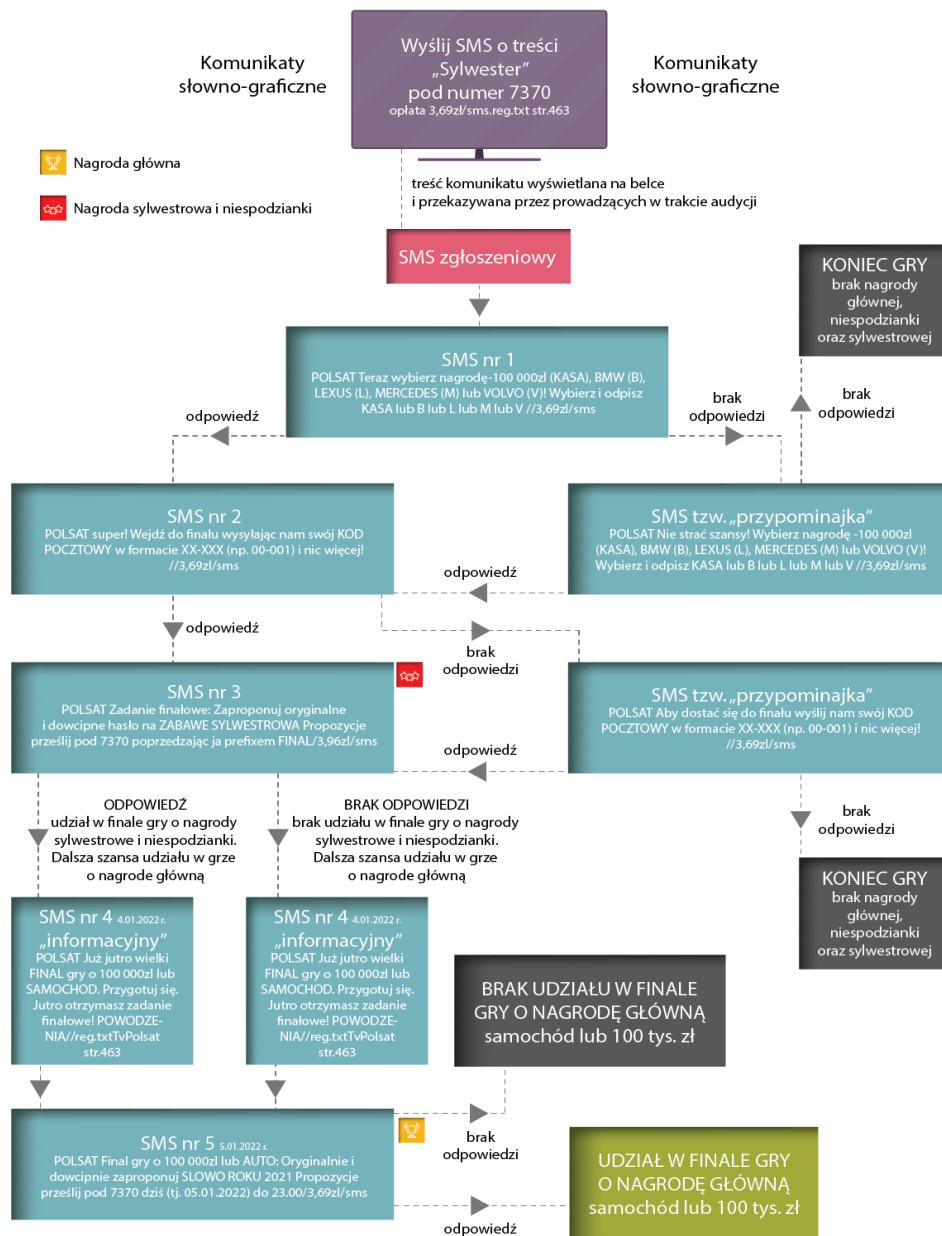 Komunikaty
słowno-graficzne
Wyślij SMS o treści
„Sylwester”
pod numer 7370
opłata 3,69zł/sms.reg.txt str.463
Komunikaty
słowno-graficzne
Nagroda główna
Nagroda sylwestrowa i niespodzianki
treść komunikatu wyświetlana na belce
i przekazywana przez prowadzących w trakcie audycji
SMS zgłoszeniowy
KONIEC GRY
brak nagrody
głównej,
niespodzianki
oraz sylwestrowej
SMS nr 1
POLSAT Teraz wybierz nagrodę-100 000zl (KASA), BMW (B),
LEXUS (L), MERCEDES (M) lub VOLVO (V)! Wybierz i odpisz
KASA lub B lub L lub M lub V //3,69zl/sms
odpowiedź
brak
odpowiedzi
brak
odpowiedzi
SMS nr 2
POLSAT super! Wejdź do finału wysyłając nam swój KOD
POCZTOWY w formacie XX-XXX (np. 00-001) i nic więcej!
//3,69zl/sms
SMS tzw. „przypominajka”
POLSAT Nie strać szansy! Wybierz nagrodę -100 000zl
(KASA), BMW (B), LEXUS (L), MERCEDES (M) lub VOLVO (V)!
Wybierz i odpisz KASA lub B lub L lub M lub V //3,69zl/sms
odpowiedź
odpowiedź
brak
odpowiedzi
SMS nr 3
POLSAT Zadanie finałowe: Zaproponuj oryginalne
i dowcipne hasło na ZABAWE SYLWESTROWA Propozycje
prześlij pod 7370 poprzedzając ja prefixem FINAL/3,96zl/sms
SMS tzw. „przypominajka”
POLSAT Aby dostać się do finału wyślij nam swój KOD
POCZTOWY w formacie XX-XXX (np. 00-001) i nic więcej!
//3,69zl/sms
odpowiedź
ODPOWIEDŹ
udział w finale gry o nagrody
sylwestrowe i niespodzianki.
Dalsza szansa udziału w grze
o nagrodę główną
BRAK ODPOWIEDZI
brak udziału w finale gry o nagrody
sylwestrowe i niespodzianki.
Dalsza szansa udziału w grze
o nagrode główną
brak
odpowiedzi
KONIEC GRY
brak nagrody
głównej,
niespodzianki
oraz sylwestrowej
SMS nr 4 4.01.2022 r.
„informacyjny”
POLSAT Już jutro wielki
FINAL gry o 100 000zl lub
SAMOCHOD. Przygotuj się.
Jutro otrzymasz zadanie
finałowe! POWODZE-
NIA//reg.txtTvPolsat
str.463
SMS nr 4 4.01.2022 r.
„informacyjny”
POLSAT Już jutro wielki
FINAL gry o 100 000zl lub
SAMOCHOD. Przygotuj się.
Jutro otrzymasz zadanie
finałowe! POWODZE-
NIA//reg.txtTvPolsat
str.463
BRAK UDZIAŁU W FINALE
GRY O NAGRODĘ GŁÓWNĄ
samochód lub 100 tys. zł
SMS nr 5 5.01.2022 r.
POLSAT Final gry o 100 000zl lub AUTO: Oryginalnie i
dowcipnie zaproponuj SLOWO ROKU 2021 Propozycje
prześlij pod 7370 dziś (tj. 05.01.2022) do 23.00/3,69zl/sms
brak
odpowiedzi
odpowiedź
UDZIAŁ W FINALE GRY
O NAGRODĘ GŁÓWNĄ
samochód lub 100 tys. zł